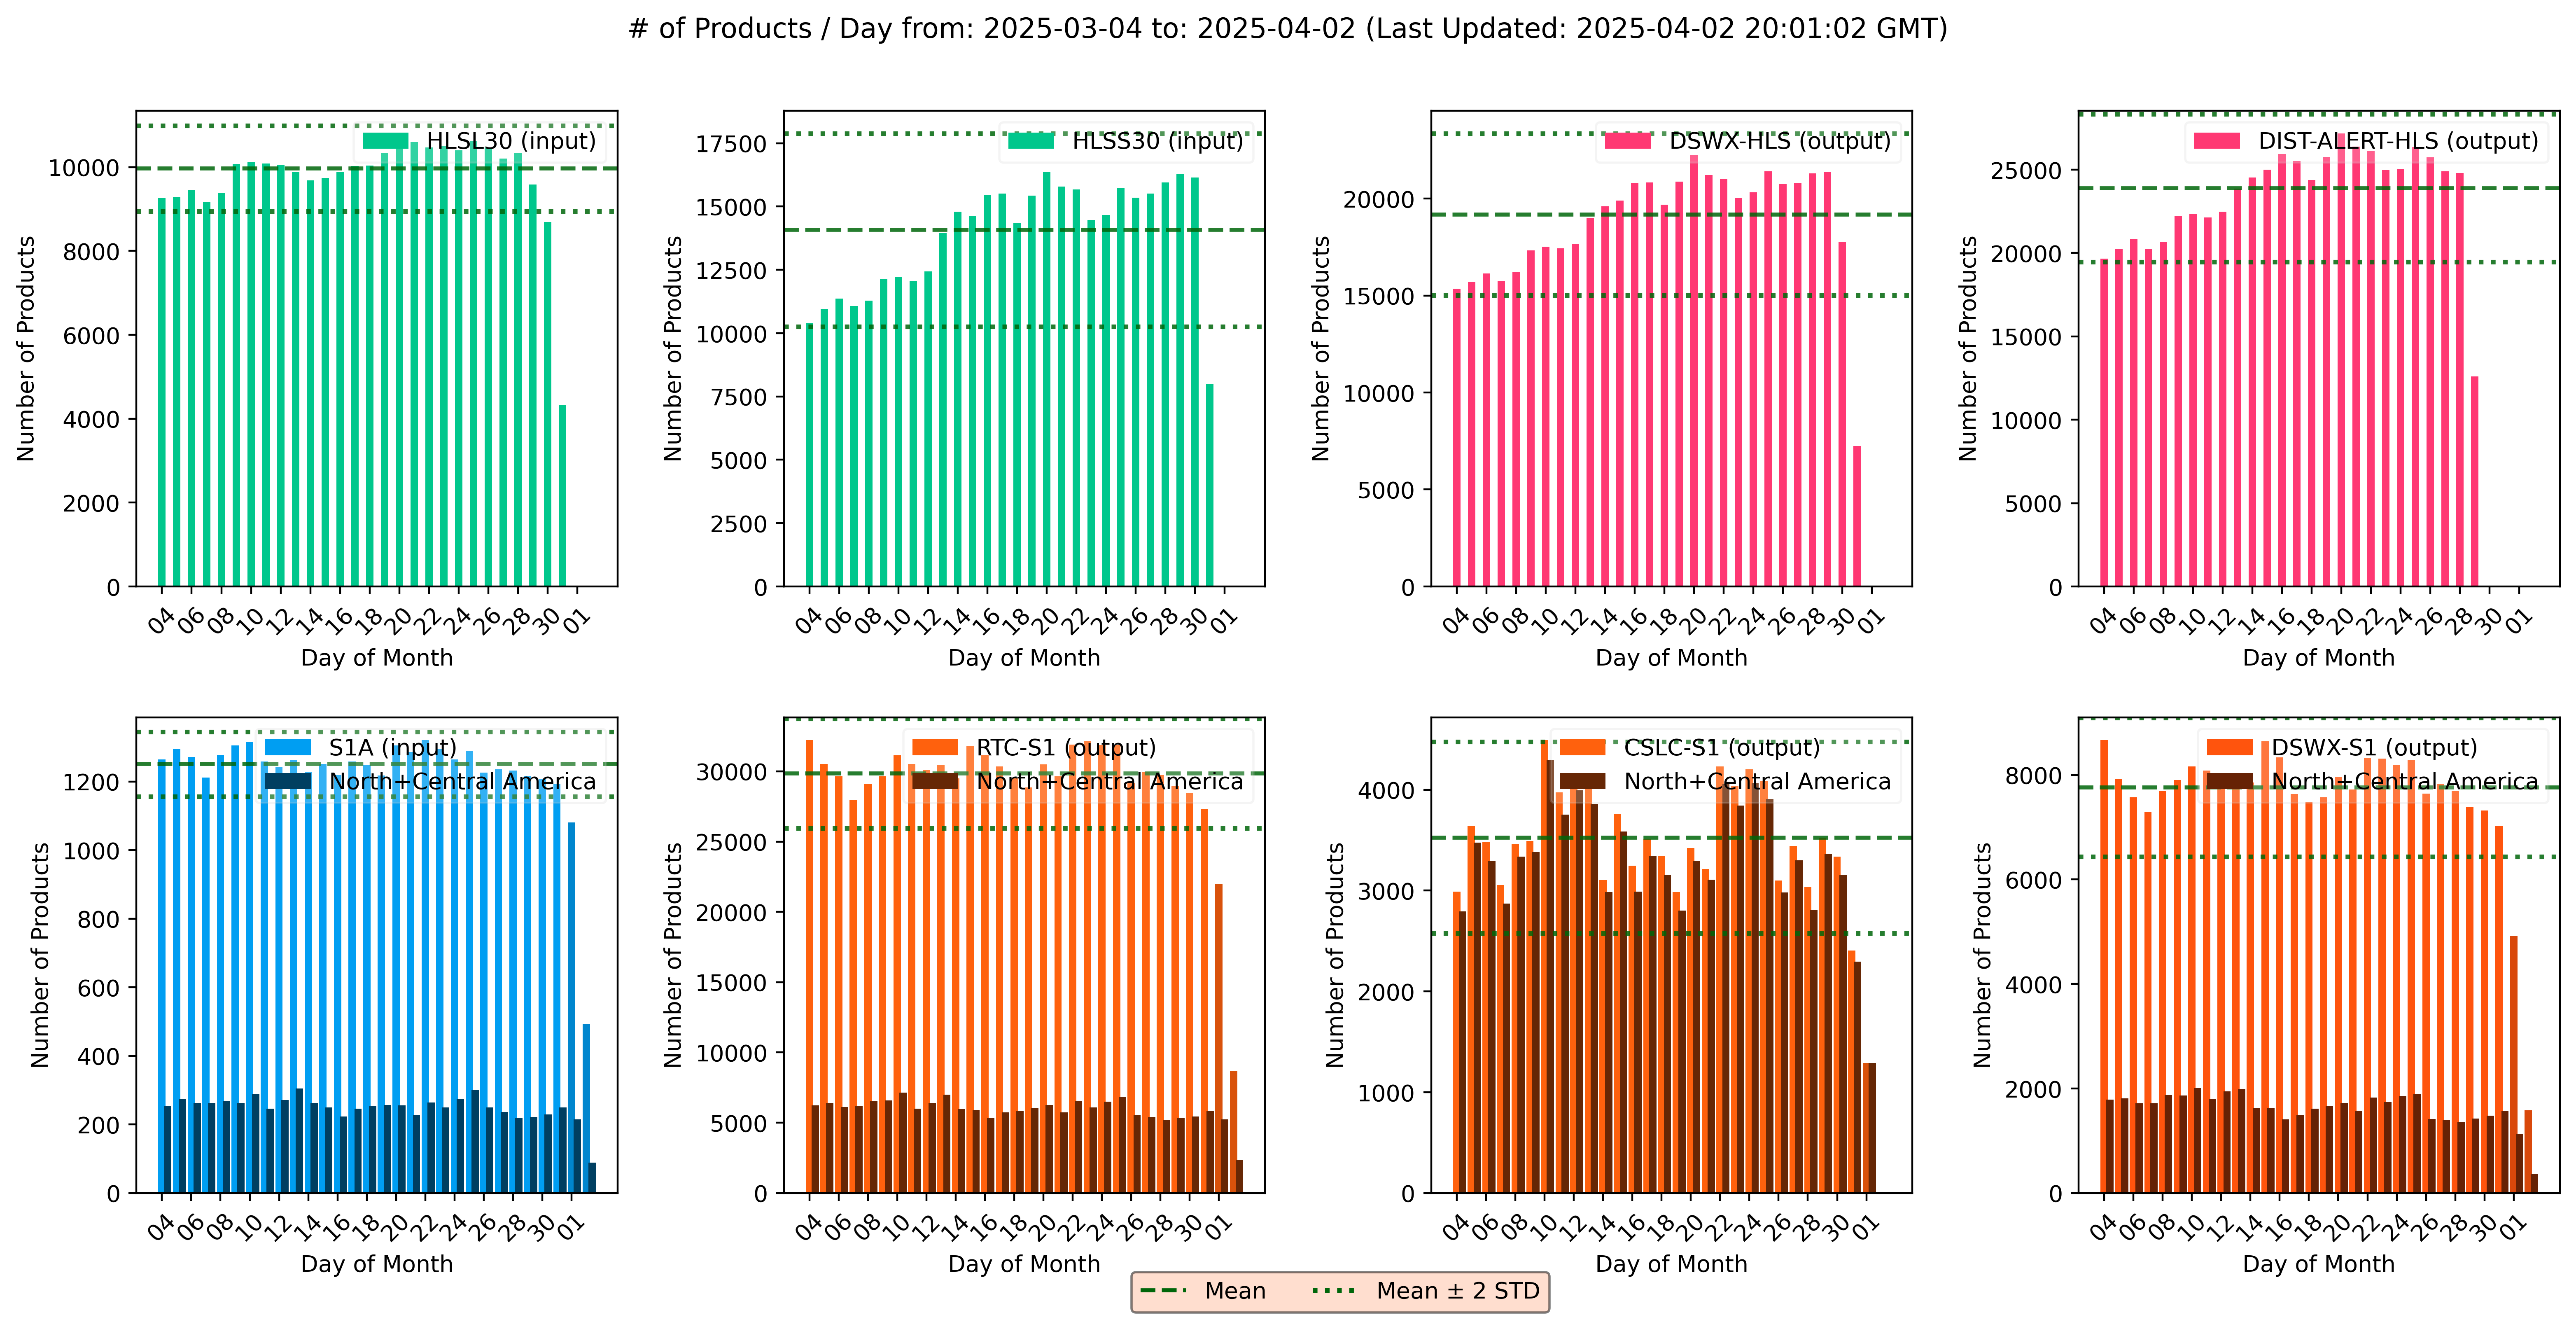 # of Products / Day from: 2025-03-04 to: 2025-04-02 (Last Updated: 2025-04-02 20:01:02 GMT)
HLSL30 (input)
Number of Products
10000
8000
6000
4000
2000
0
04 06 08 10 12 14 16 18 20 22 24 26 28 30 01
Day of Month
HLSS30 (input)
Number of Products
17500
15000
12500
10000
7500
5000
2500
0
04 06 08 10 12 14 16 18 20 22 24 26 28 30 01
Day of Month
DSWX-HLS (output)
Number of Products
20000
15000
10000
5000
0
04 06 08 10 12 14 16 18 20 22 24 26 28 30 01
Day of Month
DIST-ALERT-HLS (output)
Number of Products
25000
20000
15000
10000
5000
0
04 06 08 10 12 14 16 18 20 22 24 26 28 30 01
Day of Month
S1A (input)
North+Central America
Number of Products
1200
1000
800
600
400
200
0
04 06 08 10 12 14 16 18 20 22 24 26 28 30 01
Day of Month
RTC-S1 (output)
North+Central America
Number of Products
30000
25000
20000
15000
10000
5000
0
04 06 08 10 12 14 16 18 20 22 24 26 28 30 01
Day of Month
CSLC-S1 (output)
North+Central America
Number of Products
4000
3000
2000
1000
0
04 06 08 10 12 14 16 18 20 22 24 26 28 30 01
Day of Month
DSWX-S1 (output)
North+Central America
Number of Products
8000
6000
4000
2000
0
04 06 08 10 12 14 16 18 20 22 24 26 28 30 01
Day of Month
Mean
Mean ± 2 STD